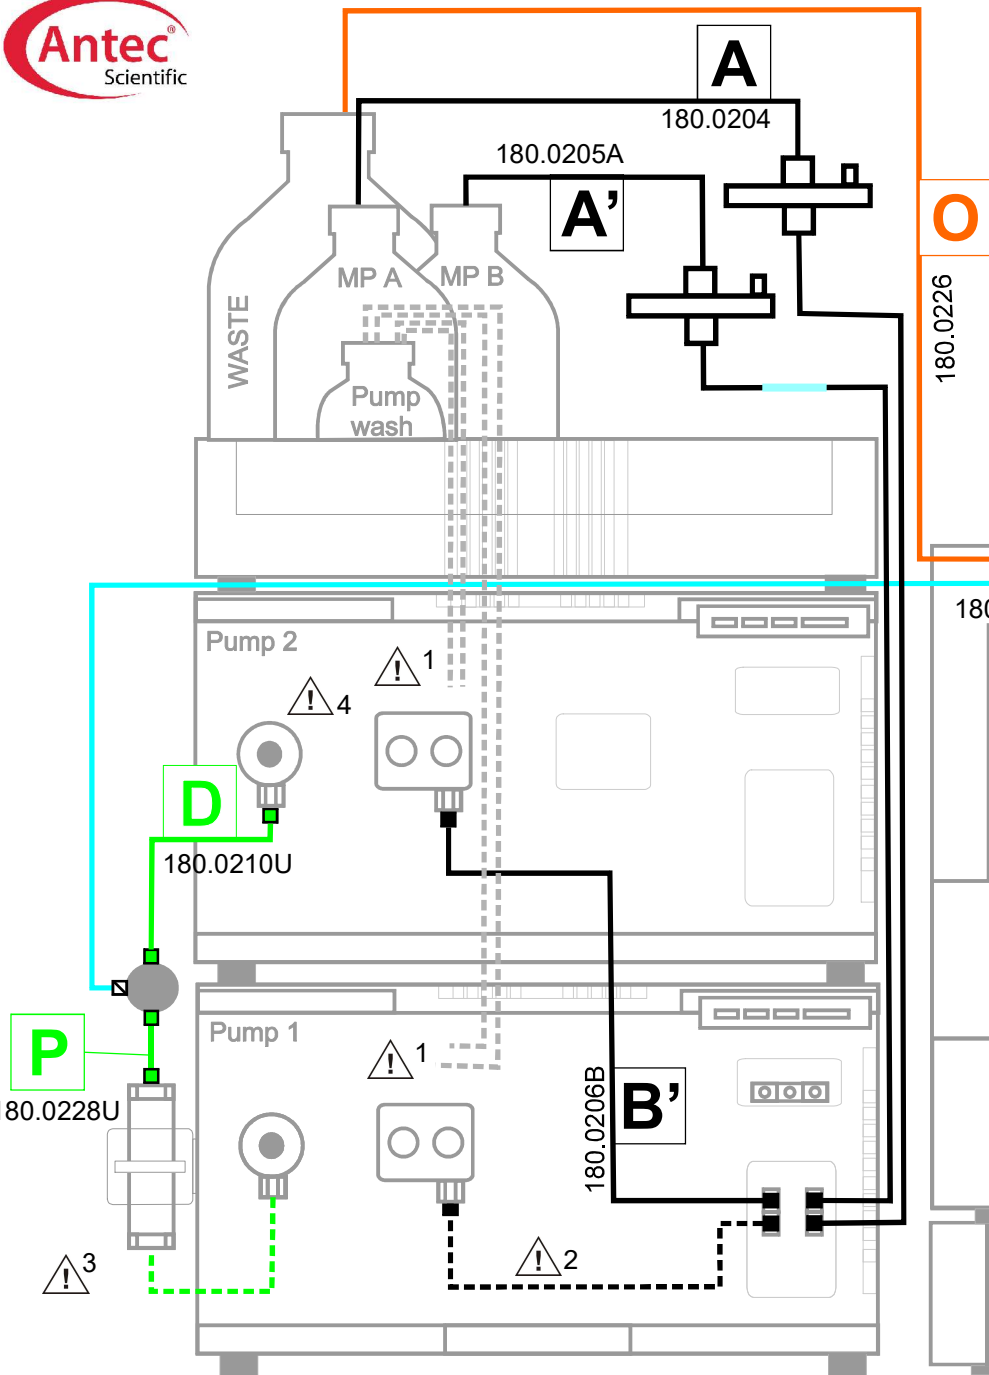 Antec®
Scientific
A
180.0204
180.0205A
A’
O
180.0226
MP A
MP B
WASTE
Pump
wash
180
Pump 2
! 1
! 4
D
180.0210U
Pump 1
! 1
P
180.0228U
180.0206B
B’
! 3
! 2